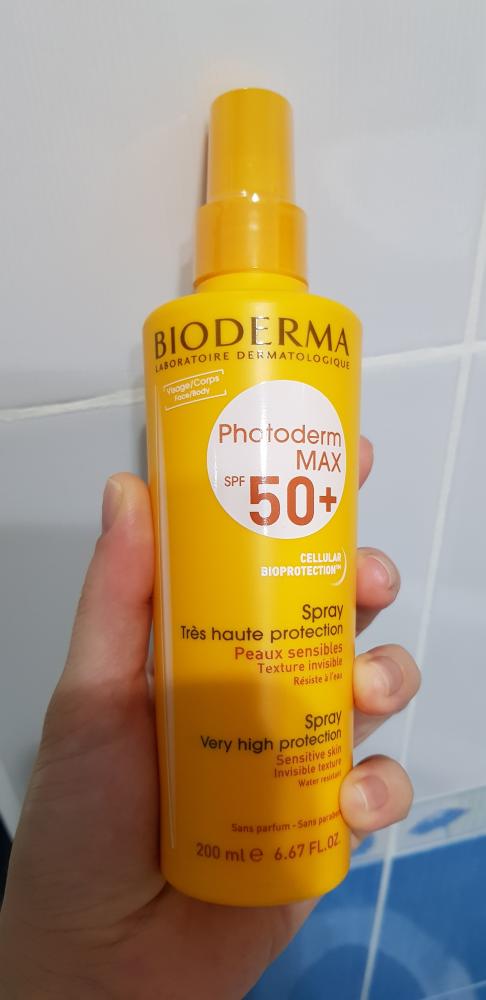 BIODERMA
LABORATOIRE DERMATOLOGIQUE
Visage/Corps
Face/Body
Photoderm
MAX
SPF 50+
CELLULAR
BIOPROTECTION™
Spray
Très haute protection
Peaux sensibles
Texture invisible
Résiste à l'eau
Spray
Very high protection
Sensitive skin
Invisible texture
Water resistant
Sans parfum - Sans paraben
200 ml e 6.67 FL.OZ.